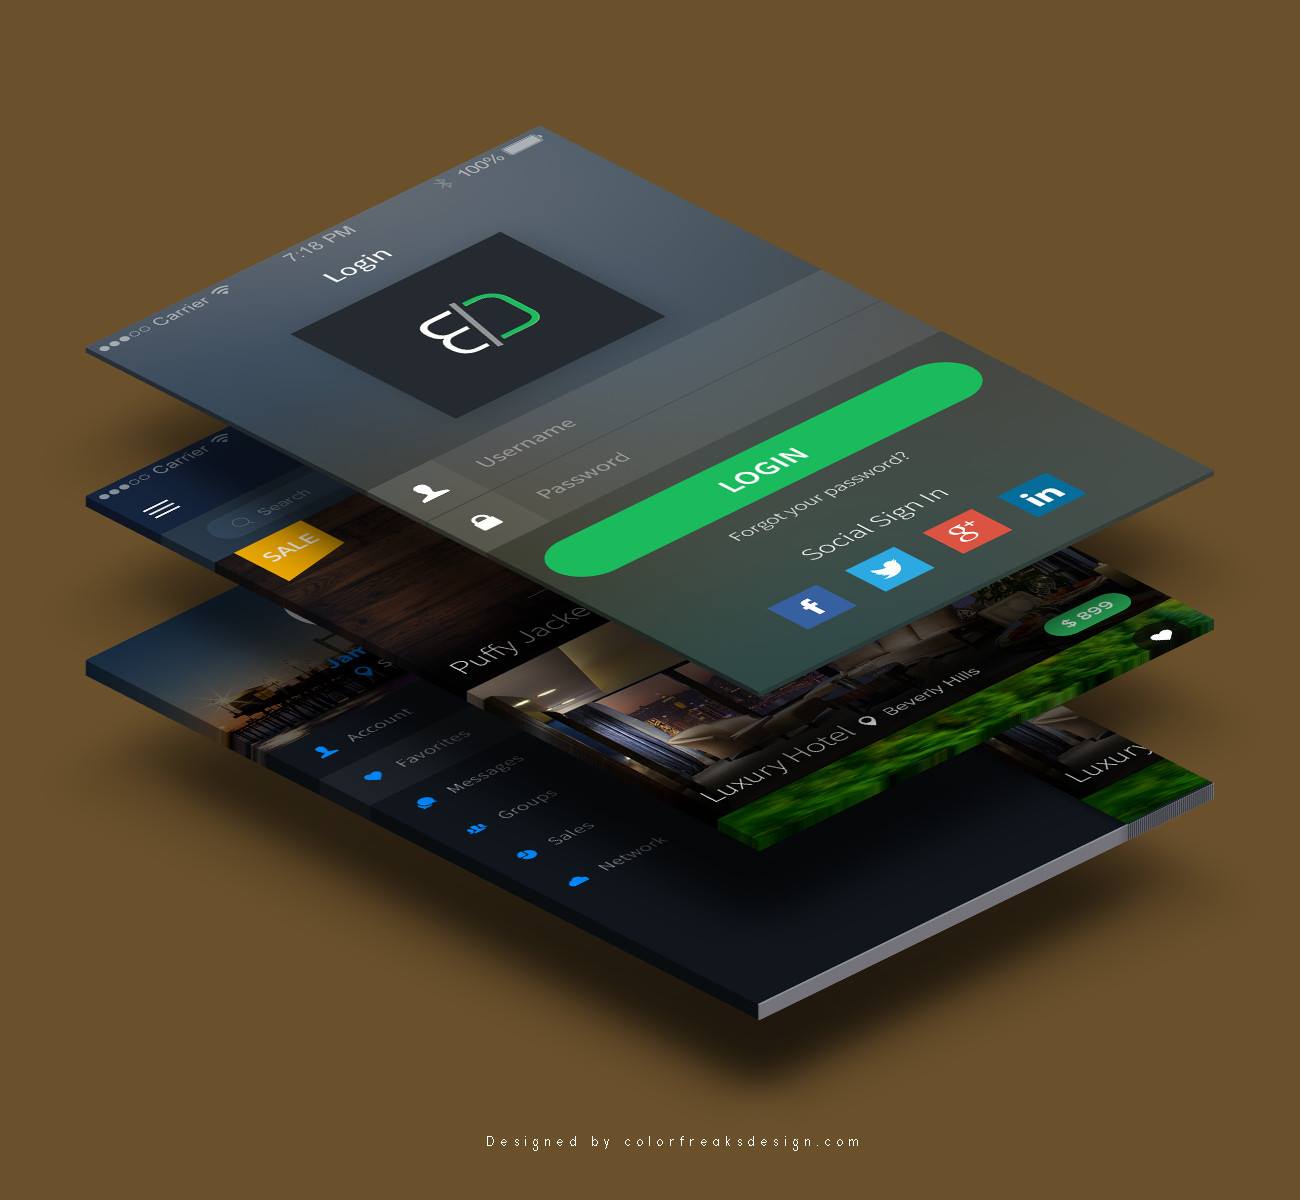 Carrier 7:18 PM 100%
Login
Username
Password
LOGIN
Forgot your password?
Social Sign In
f g+ in
Carrier
Search
SALE
Puffy Jacke
$ 899
Luxury Hotel Beverly Hills
Jam
S
Account
Favorites
Messages
Groups
Sales
Network
Luxury
Designed by colorfreaksdesign.com